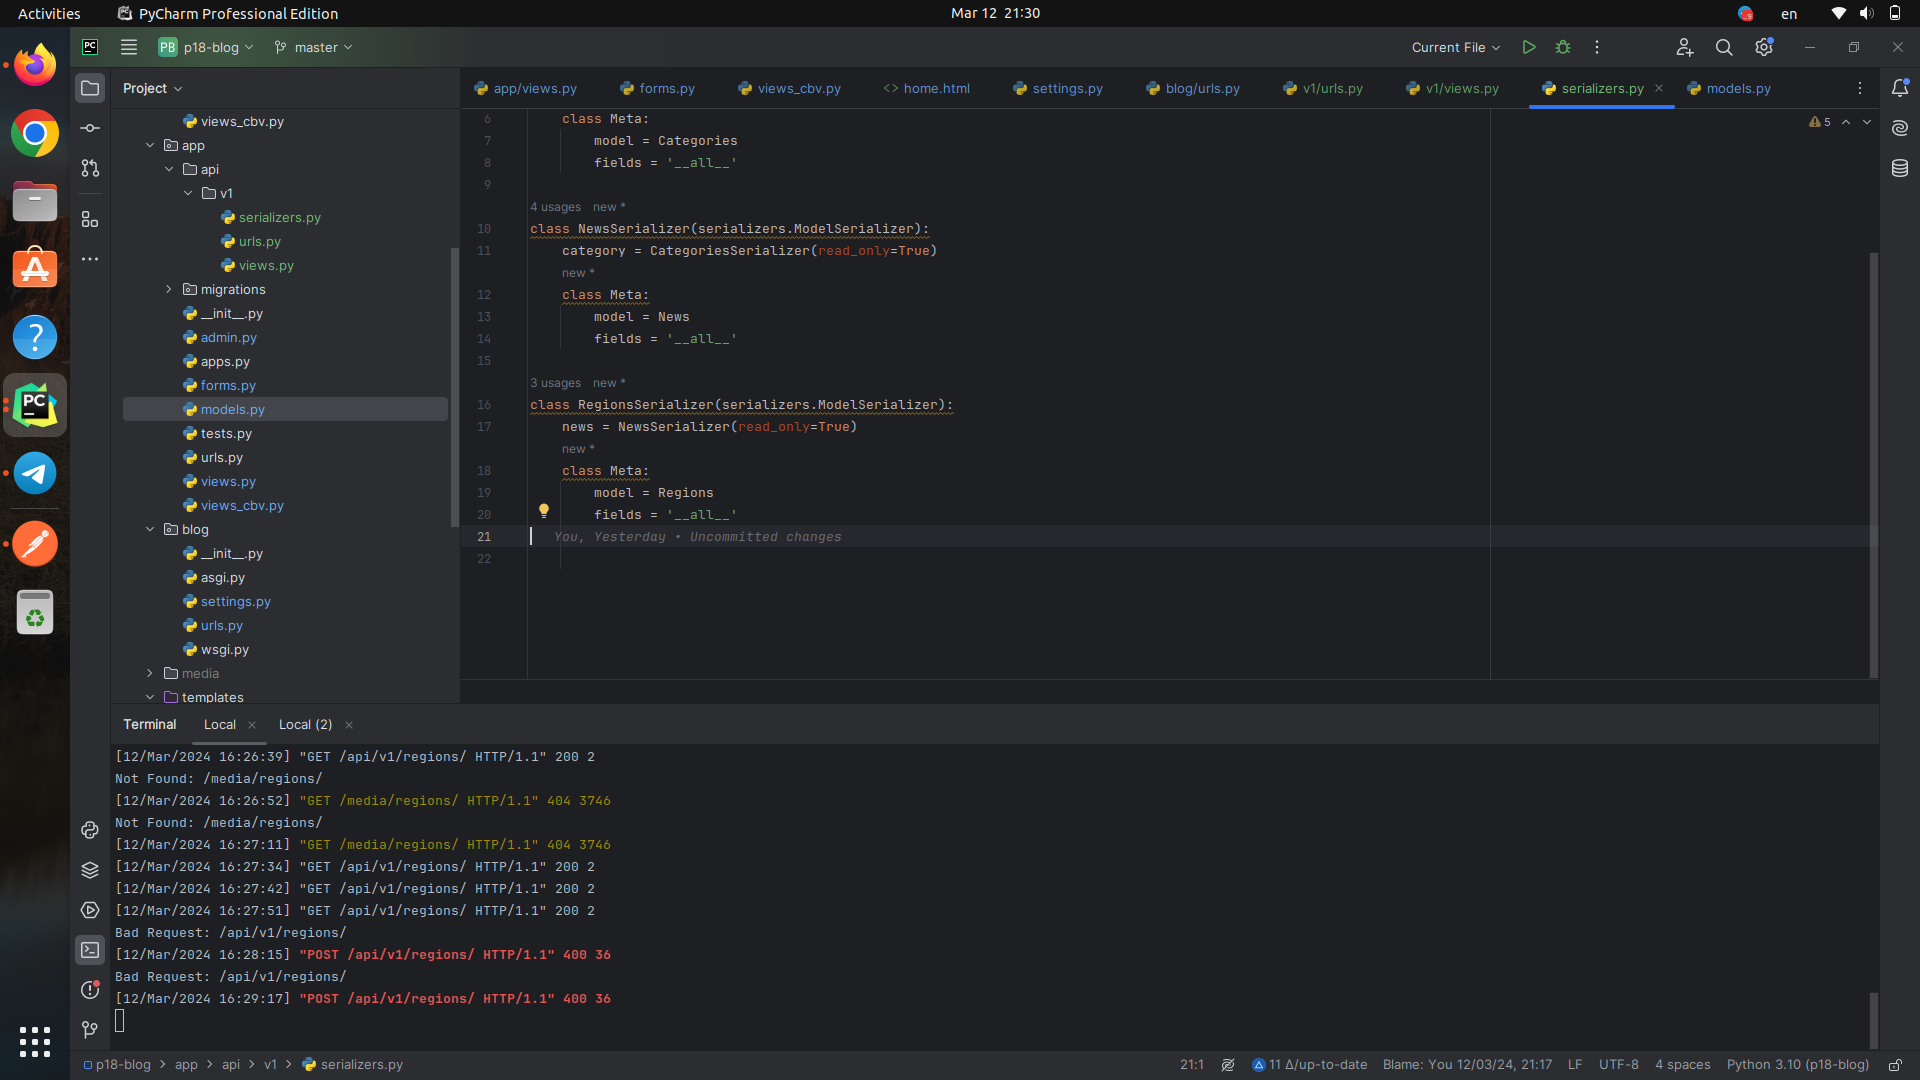 Activities
PyCharm Professional Edition
Mar 12 21:30
en
PB p18-blog
master
Current File
Project
app/views.py
forms.py
views_cbv.py
<> home.html
settings.py
blog/urls.py
v1/urls.py
v1/views.py
serializers.py
models.py
views_cbv.py
app
api
v1
serializers.py
urls.py
views.py
migrations
__init__.py
admin.py
apps.py
forms.py
models.py
tests.py
urls.py
views.py
views_cbv.py
blog
__init__.py
asgi.py
settings.py
urls.py
wsgi.py
media
templates
5
6 class Meta:
7 model = Categories
8 fields = '__all__'
9
4 usages new *
10 class NewsSerializer(serializers.ModelSerializer):
11 category = CategoriesSerializer(read_only=True)
new *
12 class Meta:
13 model = News
14 fields = '__all__'
15
3 usages new *
16 class RegionsSerializer(serializers.ModelSerializer):
17 news = NewsSerializer(read_only=True)
new *
18 class Meta:
19 model = Regions
20 fields = '__all__'
21 You, Yesterday • Uncommitted changes
22
Terminal
Local
Local (2)
[12/Mar/2024 16:26:39] "GET /api/v1/regions/ HTTP/1.1" 200 2
Not Found: /media/regions/
[12/Mar/2024 16:26:52] "GET /media/regions/ HTTP/1.1" 404 3746
Not Found: /media/regions/
[12/Mar/2024 16:27:11] "GET /media/regions/ HTTP/1.1" 404 3746
[12/Mar/2024 16:27:34] "GET /api/v1/regions/ HTTP/1.1" 200 2
[12/Mar/2024 16:27:42] "GET /api/v1/regions/ HTTP/1.1" 200 2
[12/Mar/2024 16:27:51] "GET /api/v1/regions/ HTTP/1.1" 200 2
Bad Request: /api/v1/regions/
[12/Mar/2024 16:28:15] "POST /api/v1/regions/ HTTP/1.1" 400 36
Bad Request: /api/v1/regions/
[12/Mar/2024 16:29:17] "POST /api/v1/regions/ HTTP/1.1" 400 36
p18-blog > app > api > v1 > serializers.py
21:1
11 Δ/up-to-date
Blame: You 12/03/24, 21:17
LF
UTF-8
4 spaces
Python 3.10 (p18-blog)